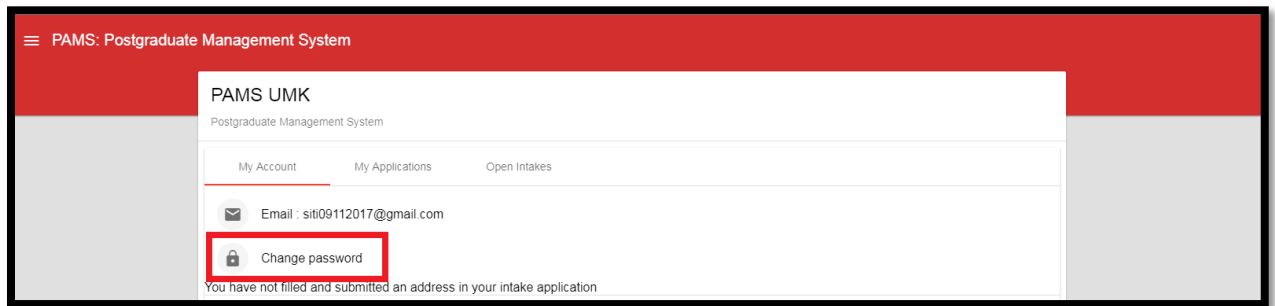 PAMS: Postgraduate Management System
PAMS UMK
Postgraduate Management System
My Account My Applications Open Intakes
Email : siti09112017@gmail.com
Change password
You have not filled and submitted an address in your intake application